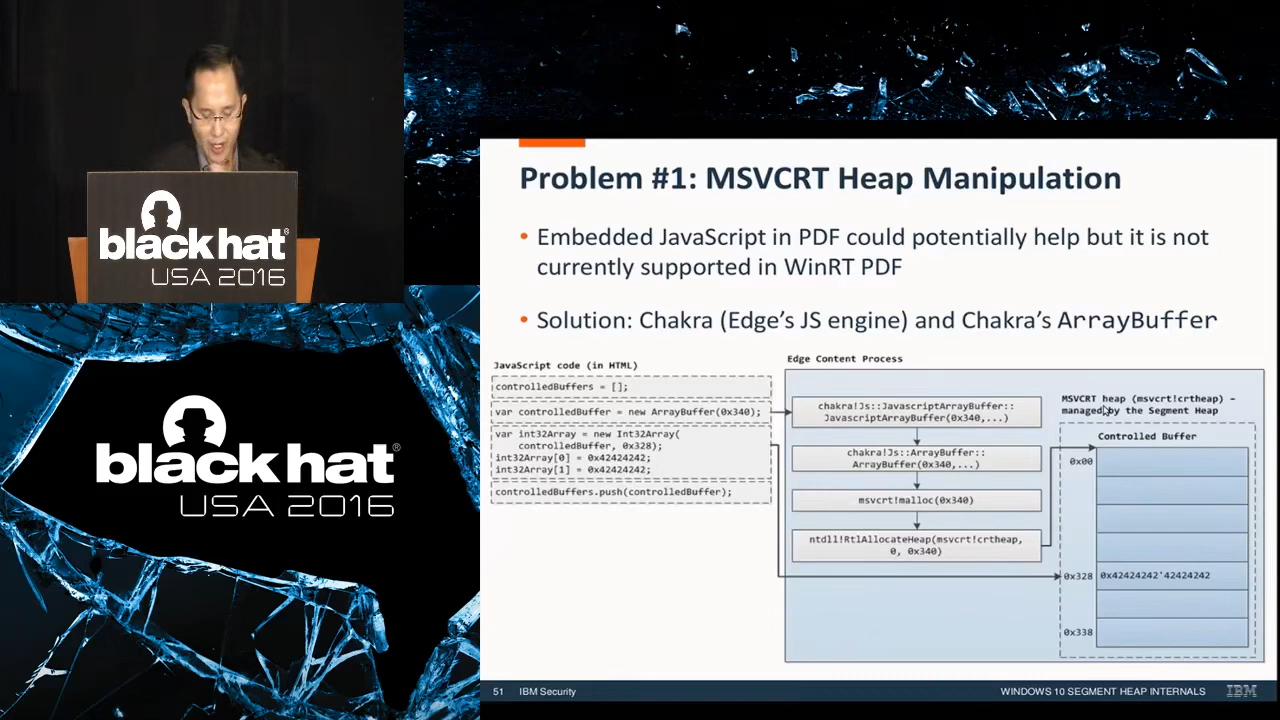 black hat®
USA 2016
black hat®
USA 2016
Problem #1: MSVCRT Heap Manipulation
• Embedded JavaScript in PDF could potentially help but it is not
currently supported in WinRT PDF
• Solution: Chakra (Edge's JS engine) and Chakra's ArrayBuffer
JavaScript code (in HTML)
controlledBuffers = [];
var controlledBuffer = new ArrayBuffer(0x340);
var int32Array = new Int32Array(
controlledBuffer, 0x328);
int32Array[0] = 0x42424242;
int32Array[1] = 0x42424242;
controlledBuffers.push(controlledBuffer);
Edge Content Process
chakra!Js::JavascriptArrayBuffer::
JavascriptArrayBuffer(0x340,...)
chakra!Js::ArrayBuffer::
ArrayBuffer(0x340,...)
msvcrt!malloc(0x340)
ntdll!RtlAllocateHeap(msvcrt!crtheap,
0, 0x340)
MSVCRT heap (msvcrt!crtheap) –
managed by the Segment Heap
Controlled Buffer
0x00
0x328 0x42424242'42424242
0x338
51 IBM Security
WINDOWS 10 SEGMENT HEAP INTERNALS IBM